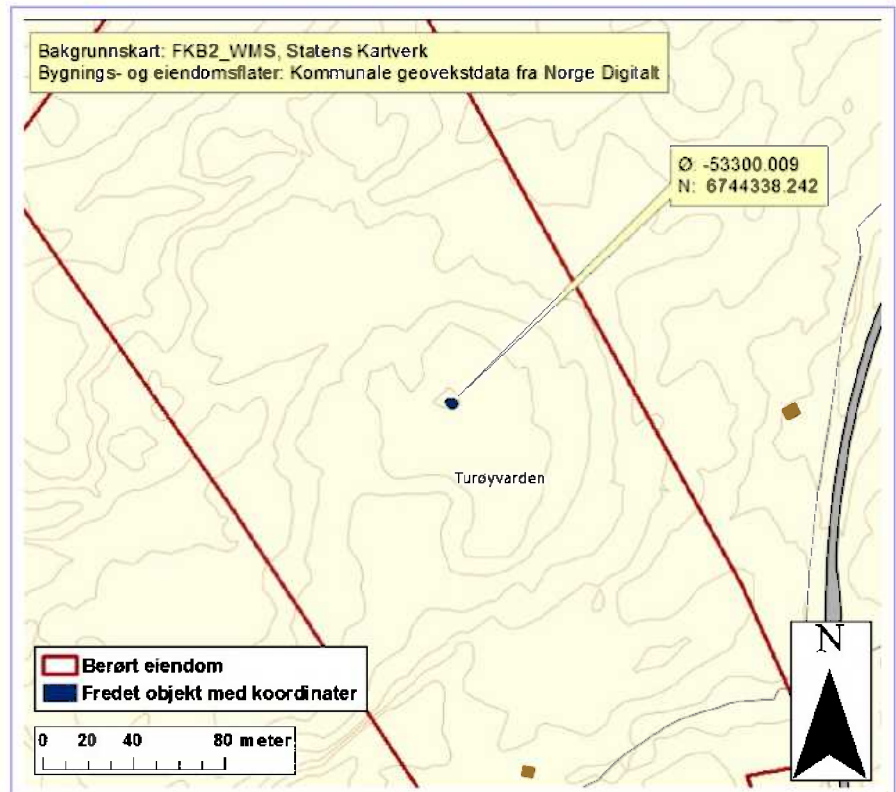 Bakgrunnskart: FKB2_WMS, Statens Kartverk
Bygnings- og eiendomsflater: Kommunale geovekstdata fra Norge Digitalt
Ø: -53300.009
N: 6744338.242
Turøyvarden
N
Berørt eiendom
Fredet objekt med koordinater
0 20 40 80 meter